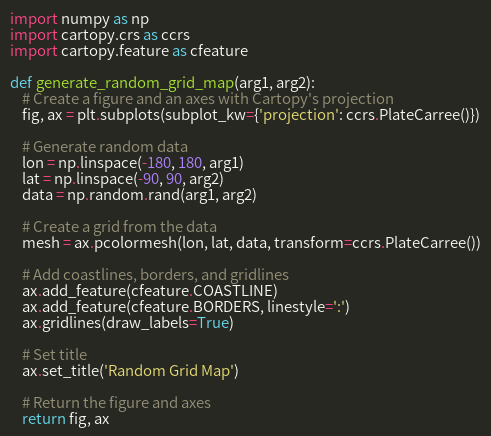 import numpy as np
import cartopy.crs as ccrs
import cartopy.feature as cfeature

def generate_random_grid_map(arg1, arg2):
    # Create a figure and an axes with Cartopy's projection
    fig, ax = plt.subplots(subplot_kw={'projection': ccrs.PlateCarree()})

    # Generate random data
    lon = np.linspace(-180, 180, arg1)
    lat = np.linspace(-90, 90, arg2)
    data = np.random.rand(arg1, arg2)

    # Create a grid from the data
    mesh = ax.pcolormesh(lon, lat, data, transform=ccrs.PlateCarree())

    # Add coastlines, borders, and gridlines
    ax.add_feature(cfeature.COASTLINE)
    ax.add_feature(cfeature.BORDERS, linestyle=':')
    ax.gridlines(draw_labels=True)

    # Set title
    ax.set_title('Random Grid Map')

    # Return the figure and axes
    return fig, ax